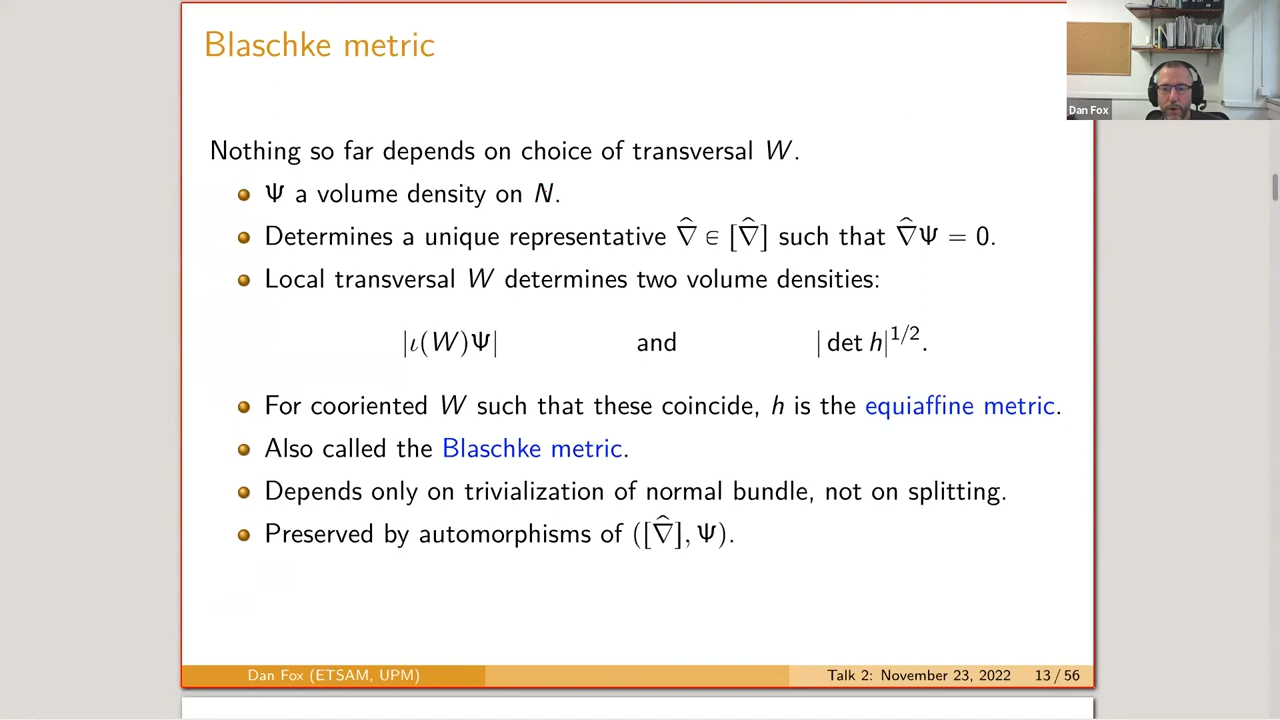 Blaschke metric
Dan Fox
Nothing so far depends on choice of transversal W.
Ψ a volume density on N.
Determines a unique representative ∇̂ ∈ [∇̂] such that ∇̂Ψ = 0.
Local transversal W determines two volume densities:
|ι(W)Ψ| and | det h|^{1/2}.
For cooriented W such that these coincide, h is the equiaffine metric.
Also called the Blaschke metric.
Depends only on trivialization of normal bundle, not on splitting.
Preserved by automorphisms of ([∇̂], Ψ).
Dan Fox (ETSAM, UPM) Talk 2: November 23, 2022 13 / 56